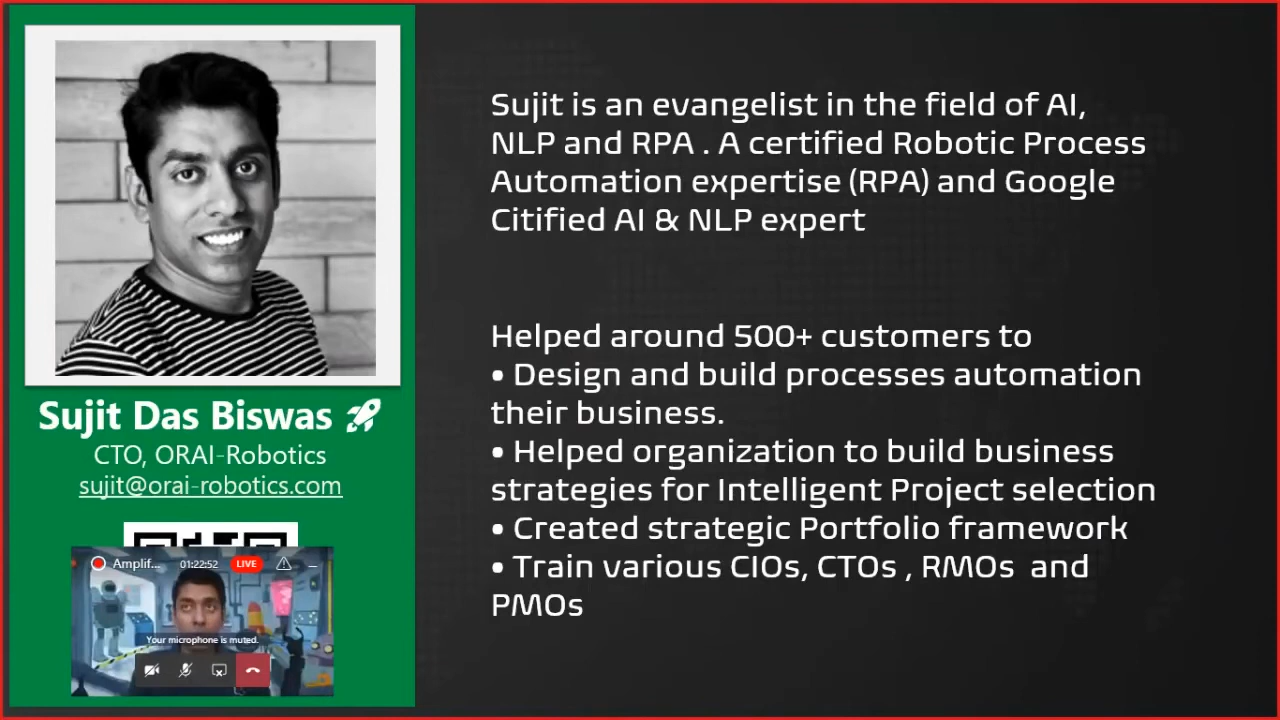 Sujit is an evangelist in the field of AI,
NLP and RPA . A certified Robotic Process
Automation expertise (RPA) and Google
Citified AI & NLP expert
Helped around 500+ customers to
• Design and build processes automation
their business.
• Helped organization to build business
strategies for Intelligent Project selection
• Created strategic Portfolio framework
• Train various CIOs, CTOs , RMOs  and
PMOs
Sujit Das Biswas
CTO, ORAI-Robotics
sujit@orai-robotics.com
Amplif... 01:22:52 LIVE
Your microphone is muted.